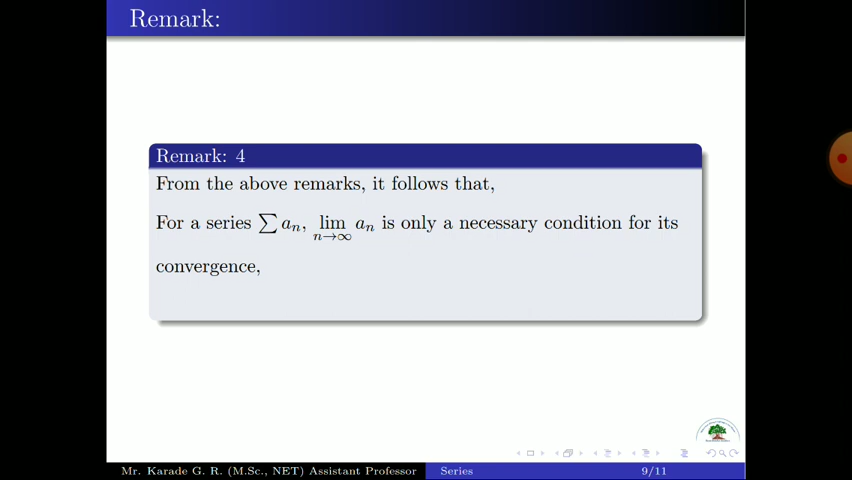 Remark:
Remark: 4
From the above remarks, it follows that,
For a series ∑ aₙ, lim aₙ is only a necessary condition for its
n→∞
convergence,
Mr. Karade G. R. (M.Sc., NET) Assistant Professor Series 9/11